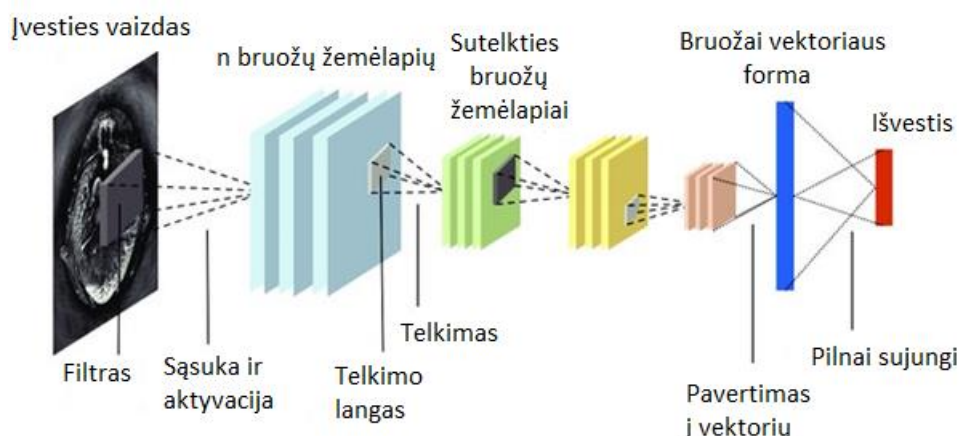 Įvesties vaizdas
n bruožų žemėlapių
Sutelkties
bruožų
žemėlapiai
Bruožai vektoriaus
forma
Išvestis
Filtras
Sąsuka ir
aktyvacija
Telkimo
langas
Telkimas
Pavertimas
į vektorių
Pilnai sujungi